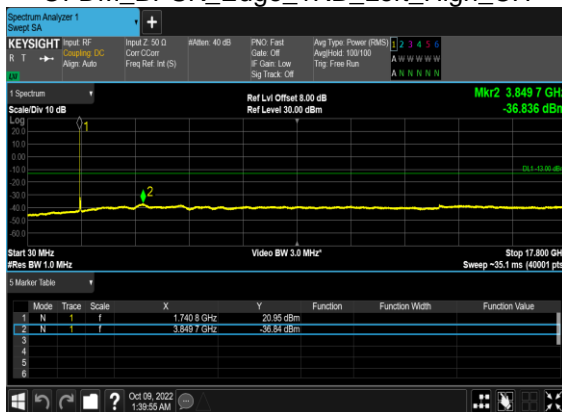 Spectrum Analyzer 1
Swept SA
KEYSIGHT
R T
LU
Input: RF
Coupling: DC
Align: Auto
Input Z: 50 Ω
Corr CCorr
Freq Ref: Int (S)
#Atten: 40 dB
PNO: Fast
Gate: Off
IF Gain: Low
Sig Track: Off
Avg Type: Power (RMS)
Avg|Hold: 100/100
Trig: Free Run
1 2 3 4 5 6
A W W W W W
A N N N N N
1 Spectrum
Scale/Div 10 dB
Ref Lvl Offset 8.00 dB
Ref Level 30.00 dBm
Mkr2 3.849 7 GHz
-36.836 dBm
Log
20.0
10.0
0.00
-10.0
-20.0
-30.0
-40.0
-50.0
-60.0
1
2
DL1 -13.00 dB
Start 30 MHz
#Res BW 1.0 MHz
Video BW 3.0 MHz*
Stop 17.800 GH
Sweep ~35.1 ms (40001 pts
5 Marker Table
Mode Trace Scale X Y Function Function Width Function Value
1 N 1 f 1.740 8 GHz 20.95 dBm
2 N 1 f 3.849 7 GHz -36.84 dBm
3
4
5
6
?
Oct 09, 2022
1:39:55 AM